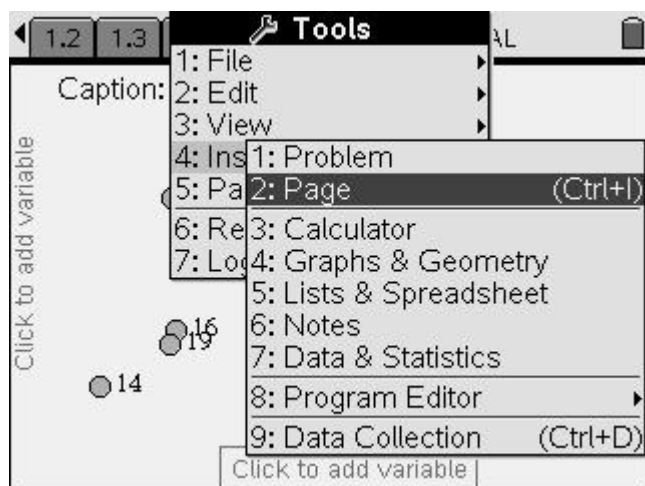 1.2 1.3 Tools AL
1: File
Caption: 2: Edit
3: View
4: Ins 1: Problem
5: Pa 2: Page (Ctrl+I)
6: Re 3: Calculator
7: Log 4: Graphs & Geometry
5: Lists & Spreadsheet
6: Notes
7: Data & Statistics
8: Program Editor
9: Data Collection (Ctrl+D)
Click to add variable
16
19
14
Click to add variable